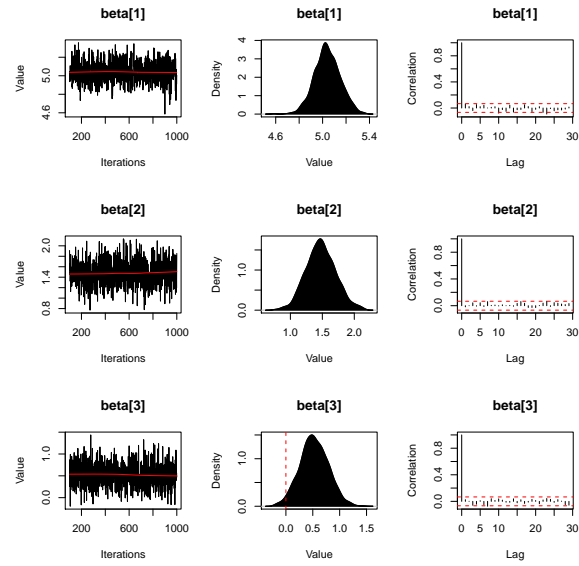 beta[1]
beta[1]
beta[1]
Value
4.6 5.0
200 600 1000
Iterations
Density
0 1 2 3 4
4.6 5.0 5.4
Value
Correlation
0.0 0.4 0.8
0 5 10 15 20 30
Lag
beta[2]
beta[2]
beta[2]
Value
0.8 1.4 2.0
200 600 1000
Iterations
Density
0.0 1.0
1.0 1.5 2.0
Value
Correlation
0.0 0.4 0.8
0 5 10 15 20 30
Lag
beta[3]
beta[3]
beta[3]
Value
0.0 1.0
200 600 1000
Iterations
Density
0.0 1.0
0.0 0.5 1.0 1.5
Value
Correlation
0.0 0.4 0.8
0 5 10 15 20 30
Lag